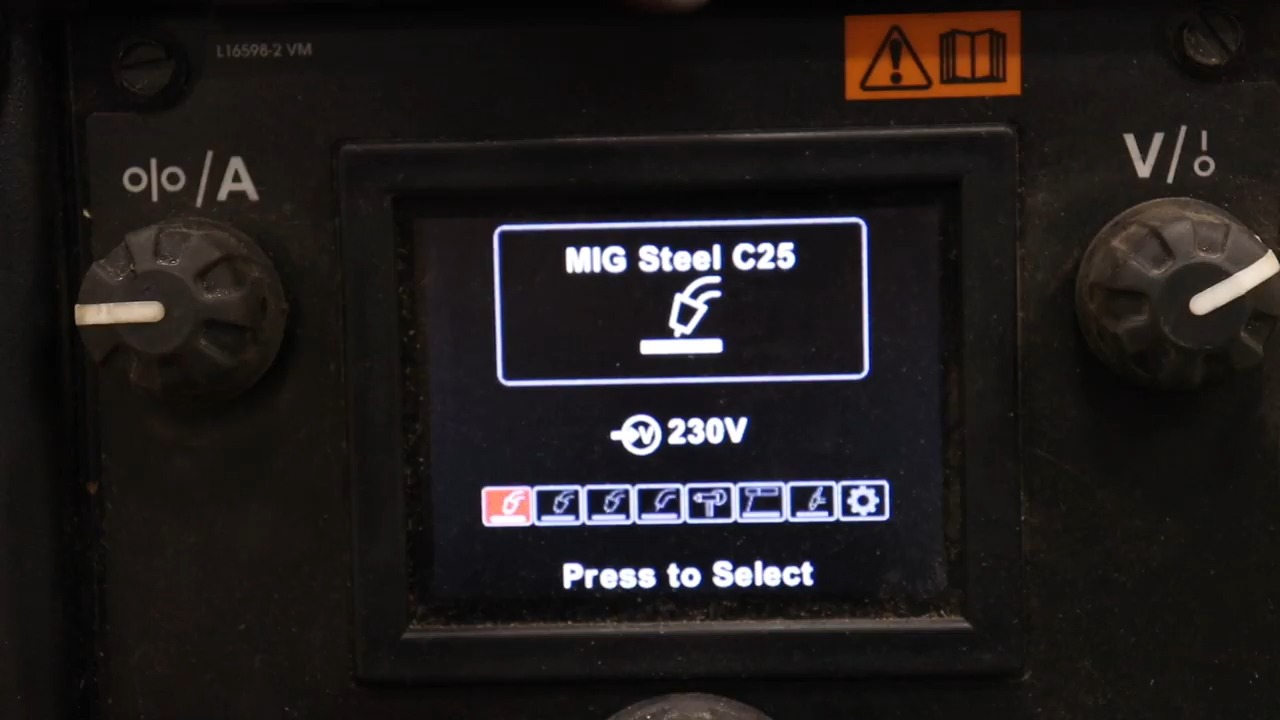 L16598-2 VM
o|o/A
V/
MIG Steel C25
V 230V
Press to Select